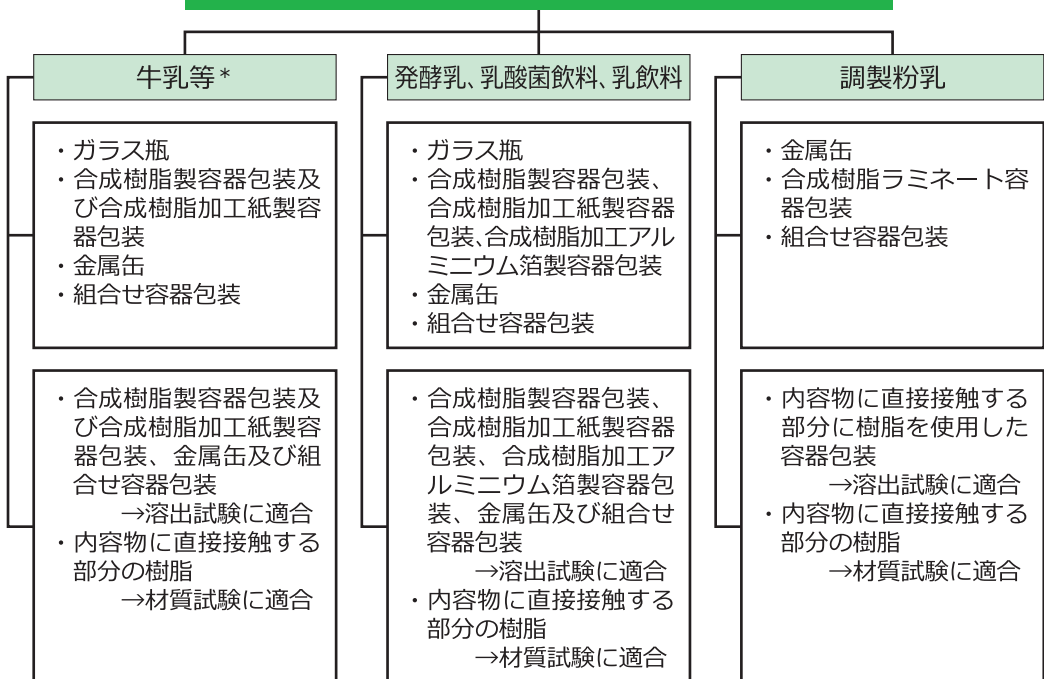 牛乳等*
・ガラス瓶
・合成樹脂製容器包装及
び合成樹脂加工紙製容
器包装
・金属缶
・組合せ容器包装
・合成樹脂製容器包装及
び合成樹脂加工紙製容
器包装、金属缶及び組
合せ容器包装
→溶出試験に適合
・内容物に直接接触する
部分の樹脂
→材質試験に適合
発酵乳、乳酸菌飲料、乳飲料
・ガラス瓶
・合成樹脂製容器包装、
合成樹脂加工紙製容器
包装、合成樹脂加工アル
ミニウム箔製容器包装
・金属缶
・組合せ容器包装
・合成樹脂製容器包装、
合成樹脂加工紙製容器
包装、合成樹脂加工ア
ルミニウム箔製容器包
装、金属缶及び組合せ
容器包装
→溶出試験に適合
・内容物に直接接触する
部分の樹脂
→材質試験に適合
調製粉乳
・金属缶
・合成樹脂ラミネート容
器包装
・組合せ容器包装
・内容物に直接接触する
部分に樹脂を使用した
容器包装
→溶出試験に適合
・内容物に直接接触する
部分の樹脂
→材質試験に適合